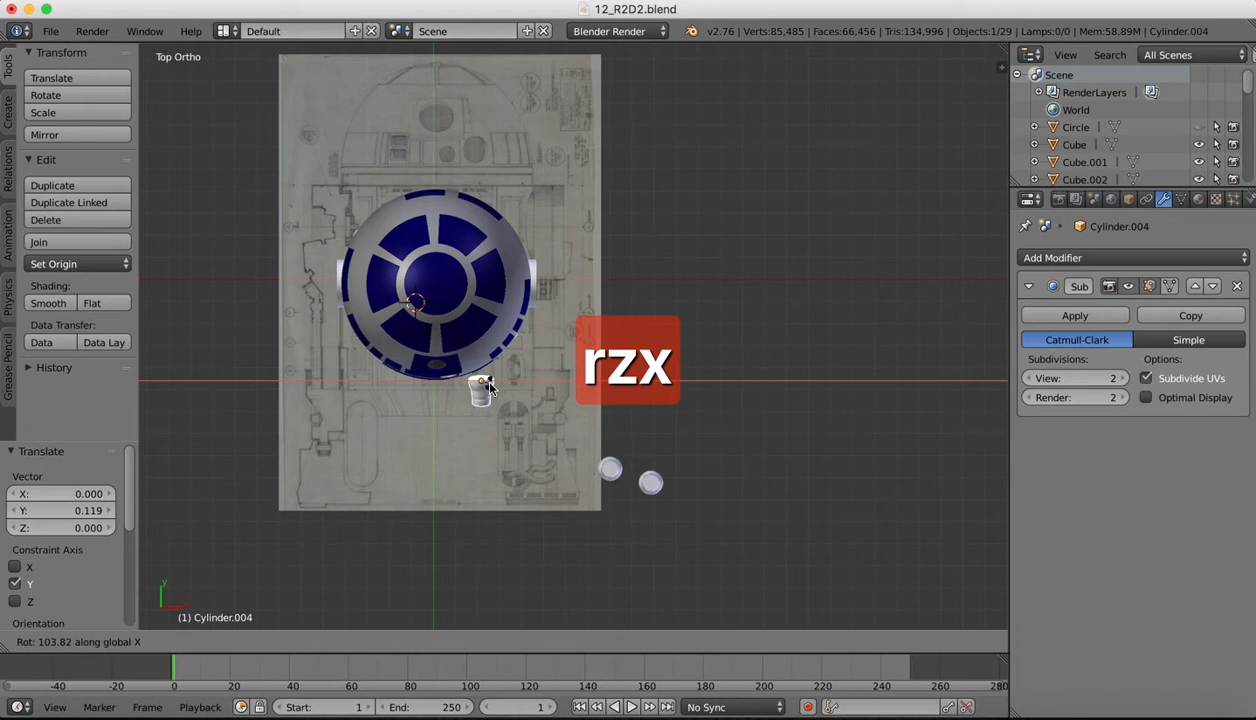 12_R2D2.blend
File Render Window Help Default Scene Blender Render v2.76 | Verts:85,485 | Faces:66,456 | Tris:134,996 | Objects:1/29 | Lamps:0/0 | Mem:58.89M | Cylinder.004
Tools
Create
Relations
Animation
Physics
Grease Pencil
Transform
Translate
Rotate
Scale
Mirror
Edit
Duplicate
Duplicate Linked
Delete
Join
Set Origin
Shading:
Smooth Flat
Data Transfer:
Data Data Lay
History
Translate
Vector
X: 0.000
Y: 0.119
Z: 0.000
Constraint Axis
X
Y
Z
Orientation
Top Ortho
rzx
y
(1) Cylinder.004
Rot: 103.82 along global X
View Search All Scenes
Scene
RenderLayers
World
Circle
Cube
Cube.001
Cube.002
Cylinder.004
Add Modifier
Sub
Apply Copy
Catmull-Clark Simple
Subdivisions: Options:
View: 2 Subdivide UVs
Render: 2 Optimal Display
-40 -20 0 20 40 60 80 100 120 140 160 180 200 220 240 260 280
View Marker Frame Playback Start: 1 End: 250 1 No Sync